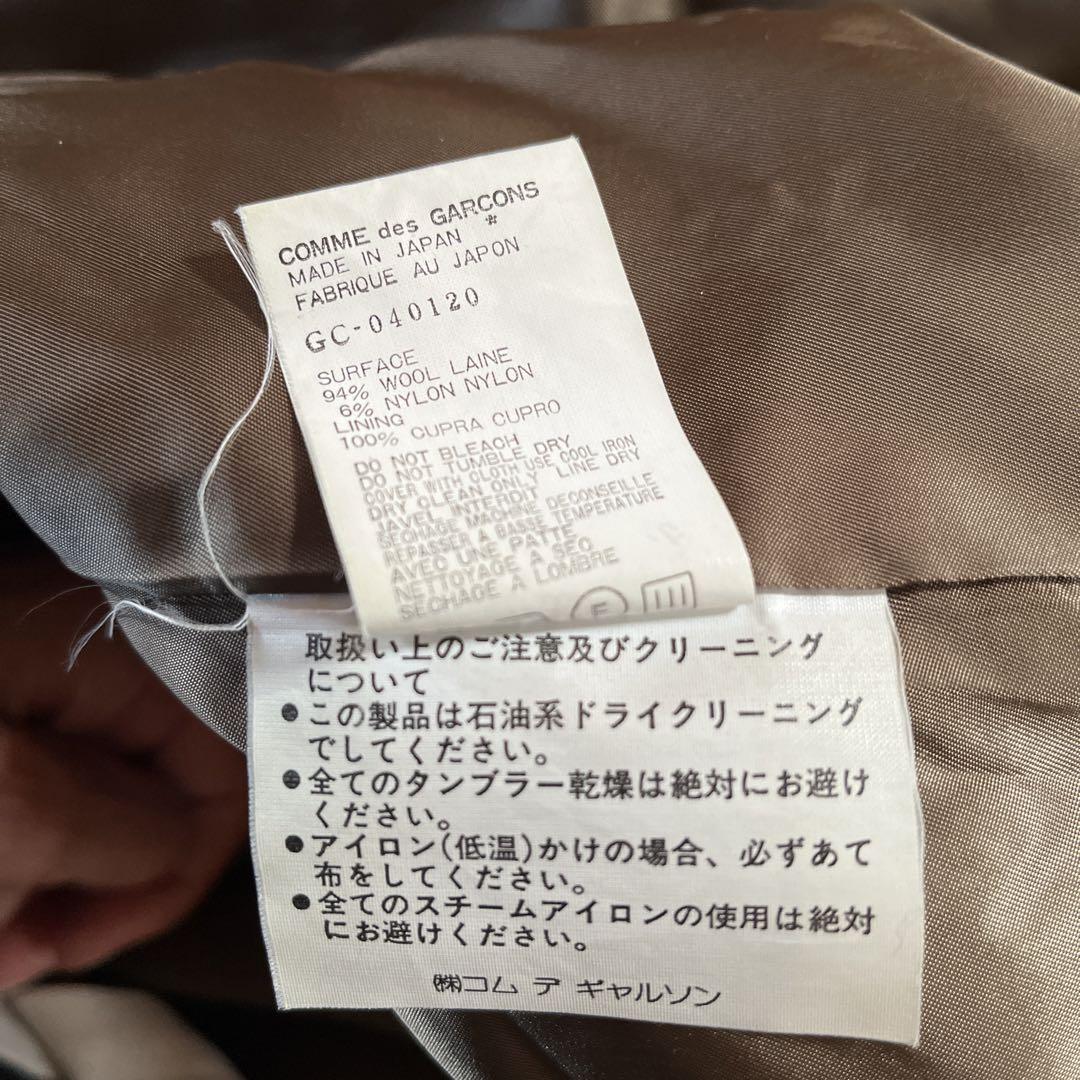 COMME des GARCONS
*
MADE IN JAPAN
FABRIQUE AU JAPON
GC-040120
SURFACE
94% WOOL LAINE
6% NYLON NYLON
LINING
100% CUPRA CUPRO
DO NOT BLEACH
DO NOT TUMBLE DRY
COVER WITH CLOTH USE COOL IRON
DRY CLEAN ONLY LINE DRY
JAVEL INTERDIT
SECHAGE MACHINE DECONSEILLE
REPASSER A BASSE TEMPERATURE
AVEC UNE PATTE
NETTOYAGE A SEC
SECHAGE A LOMBRE
F
取扱い上のご注意及びクリーニング
について
●この製品は石油系ドライクリーニング
でしてください。
●全てのタンブラー乾燥は絶対にお避け
ください。
●アイロン(低温)かけの場合、必ずあて
布をしてください。
●全てのスチームアイロンの使用は絶対
にお避けください。
㈱コム デ ギャルソン